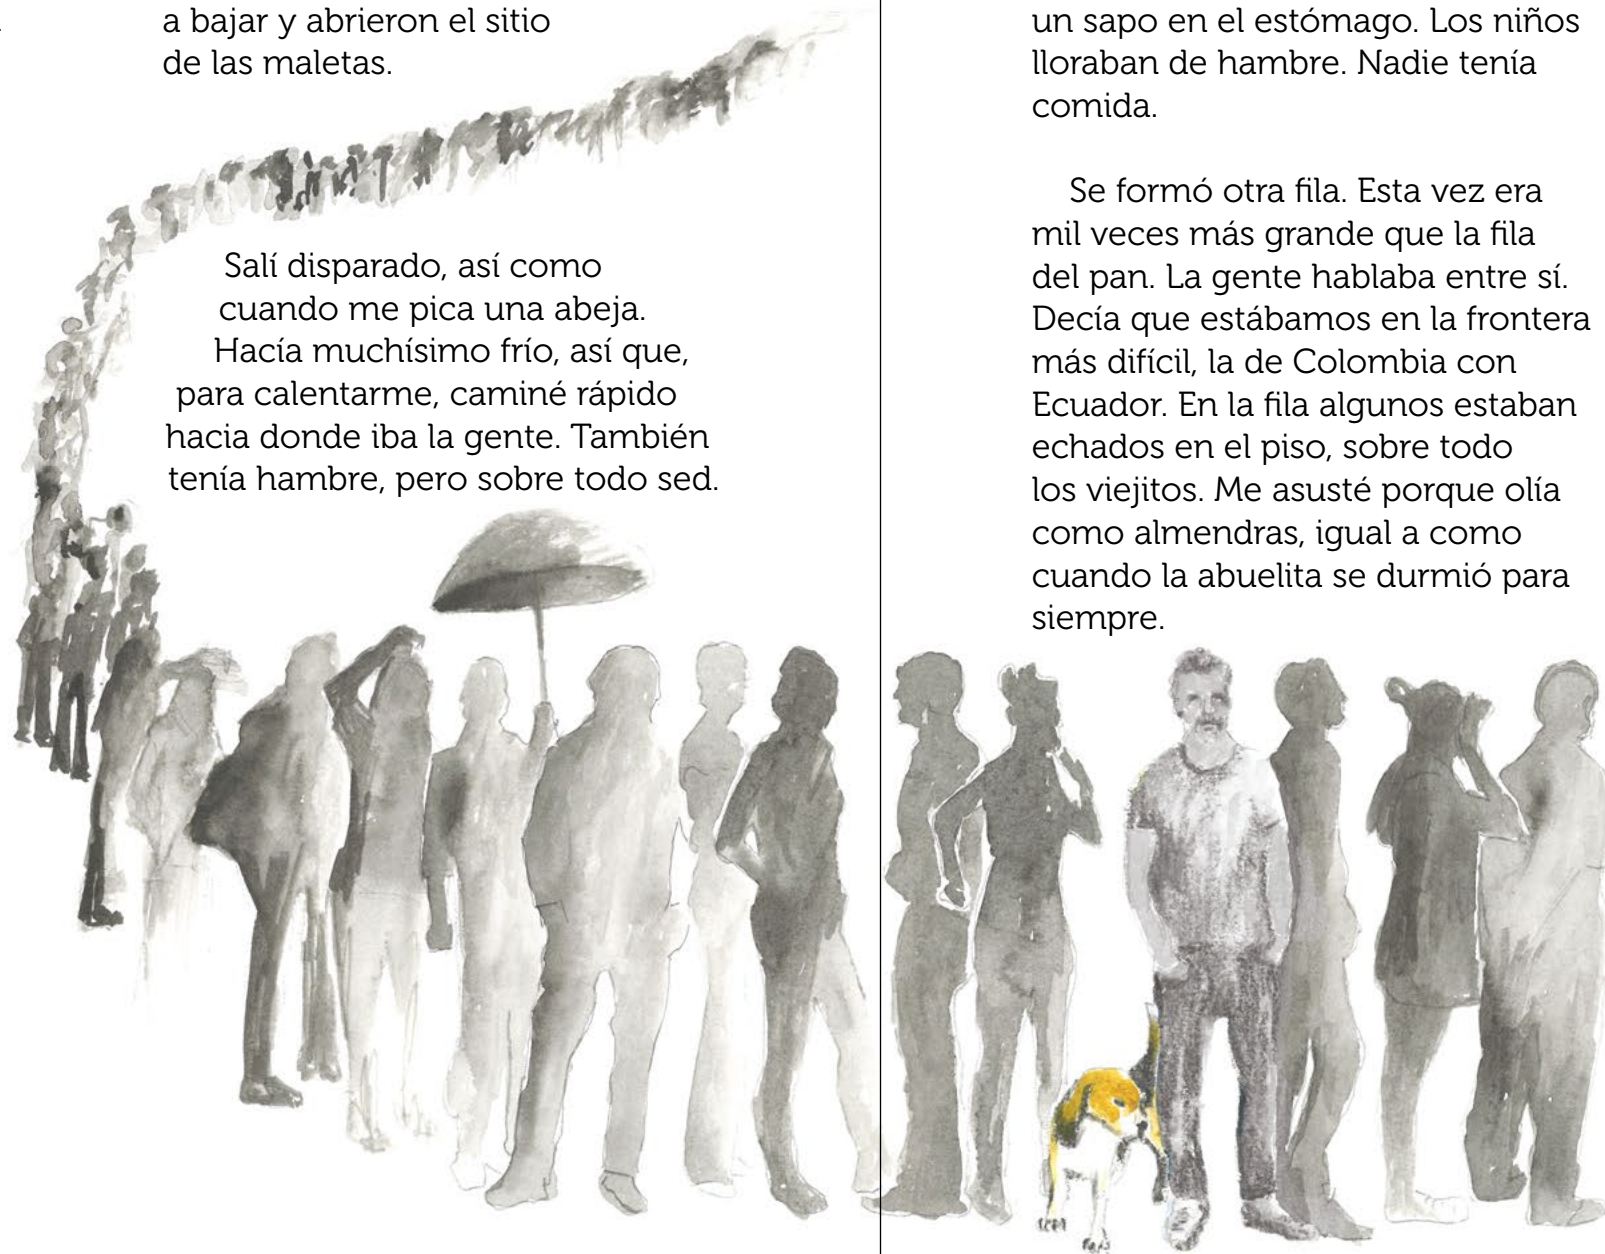 a bajar y abrieron el sitio
de las maletas.
Salí disparado, así como
cuando me pica una abeja.
Hacía muchísimo frío, así que,
para calentarme, caminé rápido
hacia donde iba la gente. También
tenía hambre, pero sobre todo sed.
un sapo en el estómago. Los niños
lloraban de hambre. Nadie tenía
comida.
Se formó otra fila. Esta vez era
mil veces más grande que la fila
del pan. La gente hablaba entre sí.
Decía que estábamos en la frontera
más difícil, la de Colombia con
Ecuador. En la fila algunos estaban
echados en el piso, sobre todo
los viejitos. Me asusté porque olía
como almendras, igual a como
cuando la abuelita se durmió para
siempre.